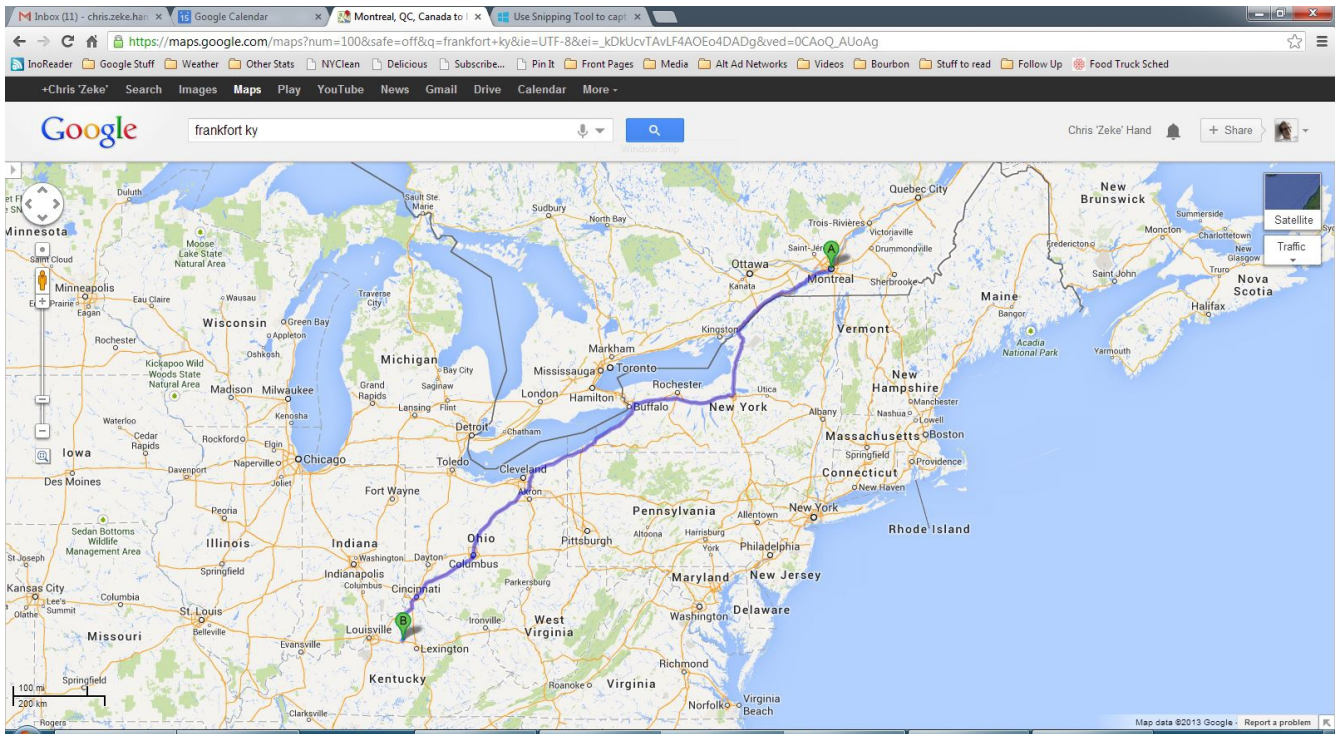 Inbox (11) - chris.zeke.han
Google Calendar
Montreal, QC, Canada to
Use Snipping Tool to capt
https://maps.google.com/maps?num=100&safe=off&q=frankfort+ky&ie=UTF-8&ei=_kDkUcvTAvLF4AOEo4DADg&ved=0CAoQ_AUoAg
InoReader Google Stuff Weather Other Stats NYClean Delicious Subscribe... Pin It Front Pages Media Alt Ad Networks Videos Bourbon Stuff to read Follow Up Food Truck Sched
+Chris 'Zeke' Search Images Maps Play YouTube News Gmail Drive Calendar More
Google
frankfort ky
Chris 'Zeke' Hand
+ Share
Window Snip
Satellite
Traffic
Duluth
Sault Ste. Marie
Sudbury
North Bay
Quebec City
New Brunswick
Summerside
Trois-Rivières
Victoriaville
Moncton
Charlottetown
Minnesota
Moose Lake State Natural Area
Fredericton
New Glasgow
Saint Cloud
A
Drummondville
Ottawa
Montreal
Sherbrooke
Saint John
Truro
Nova Scotia
Kanata
Minneapolis
Prairie
Eagan
Eau Claire
Wausau
Traverse City
Maine
Bangor
Halifax
Wisconsin
Green Bay
Appleton
Kingston
Vermont
Rochester
Oshkosh
Markham
Acadia National Park
Yarmouth
Kickapoo Wild Woods State Natural Area
Michigan
Bay City
Mississauga
Toronto
New Hampshire
Madison
Milwaukee
Grand Rapids
Saginaw
London
Hamilton
Rochester
Utica
Manchester
Kenosha
Lansing
Flint
Buffalo
New York
Albany
Nashua
Lowell
Waterloo
Detroit
Chatham
Massachusetts
Boston
Cedar Rapids
Rockford
Elgin
Springfield
Providence
Iowa
Naperville
Chicago
Toledo
Cleveland
Connecticut
Davenport
Joliet
New Haven
Des Moines
Fort Wayne
Akron
Peoria
Pennsylvania
Allentown
New York
Rhode Island
Sedan Bottoms Wildlife Management Area
Illinois
Indiana
Ohio
Pittsburgh
Altoona
Harrisburg
York
Philadelphia
St Joseph
Washington
Dayton
Columbus
Springfield
Indianapolis
Columbus
Cincinnati
Parkersburg
Maryland
New Jersey
Kansas City
Lee's Summit
Olathe
Columbia
St. Louis
Belleville
B
Louisville
Ironville
West Virginia
Washington
Delaware
Missouri
Evansville
Lexington
Richmond
Kentucky
Springfield
100 mi
200 km
Roanoke
Virginia
Norfolk
Virginia Beach
Rogers
Clarksville
Map data ©2013 Google - Report a problem